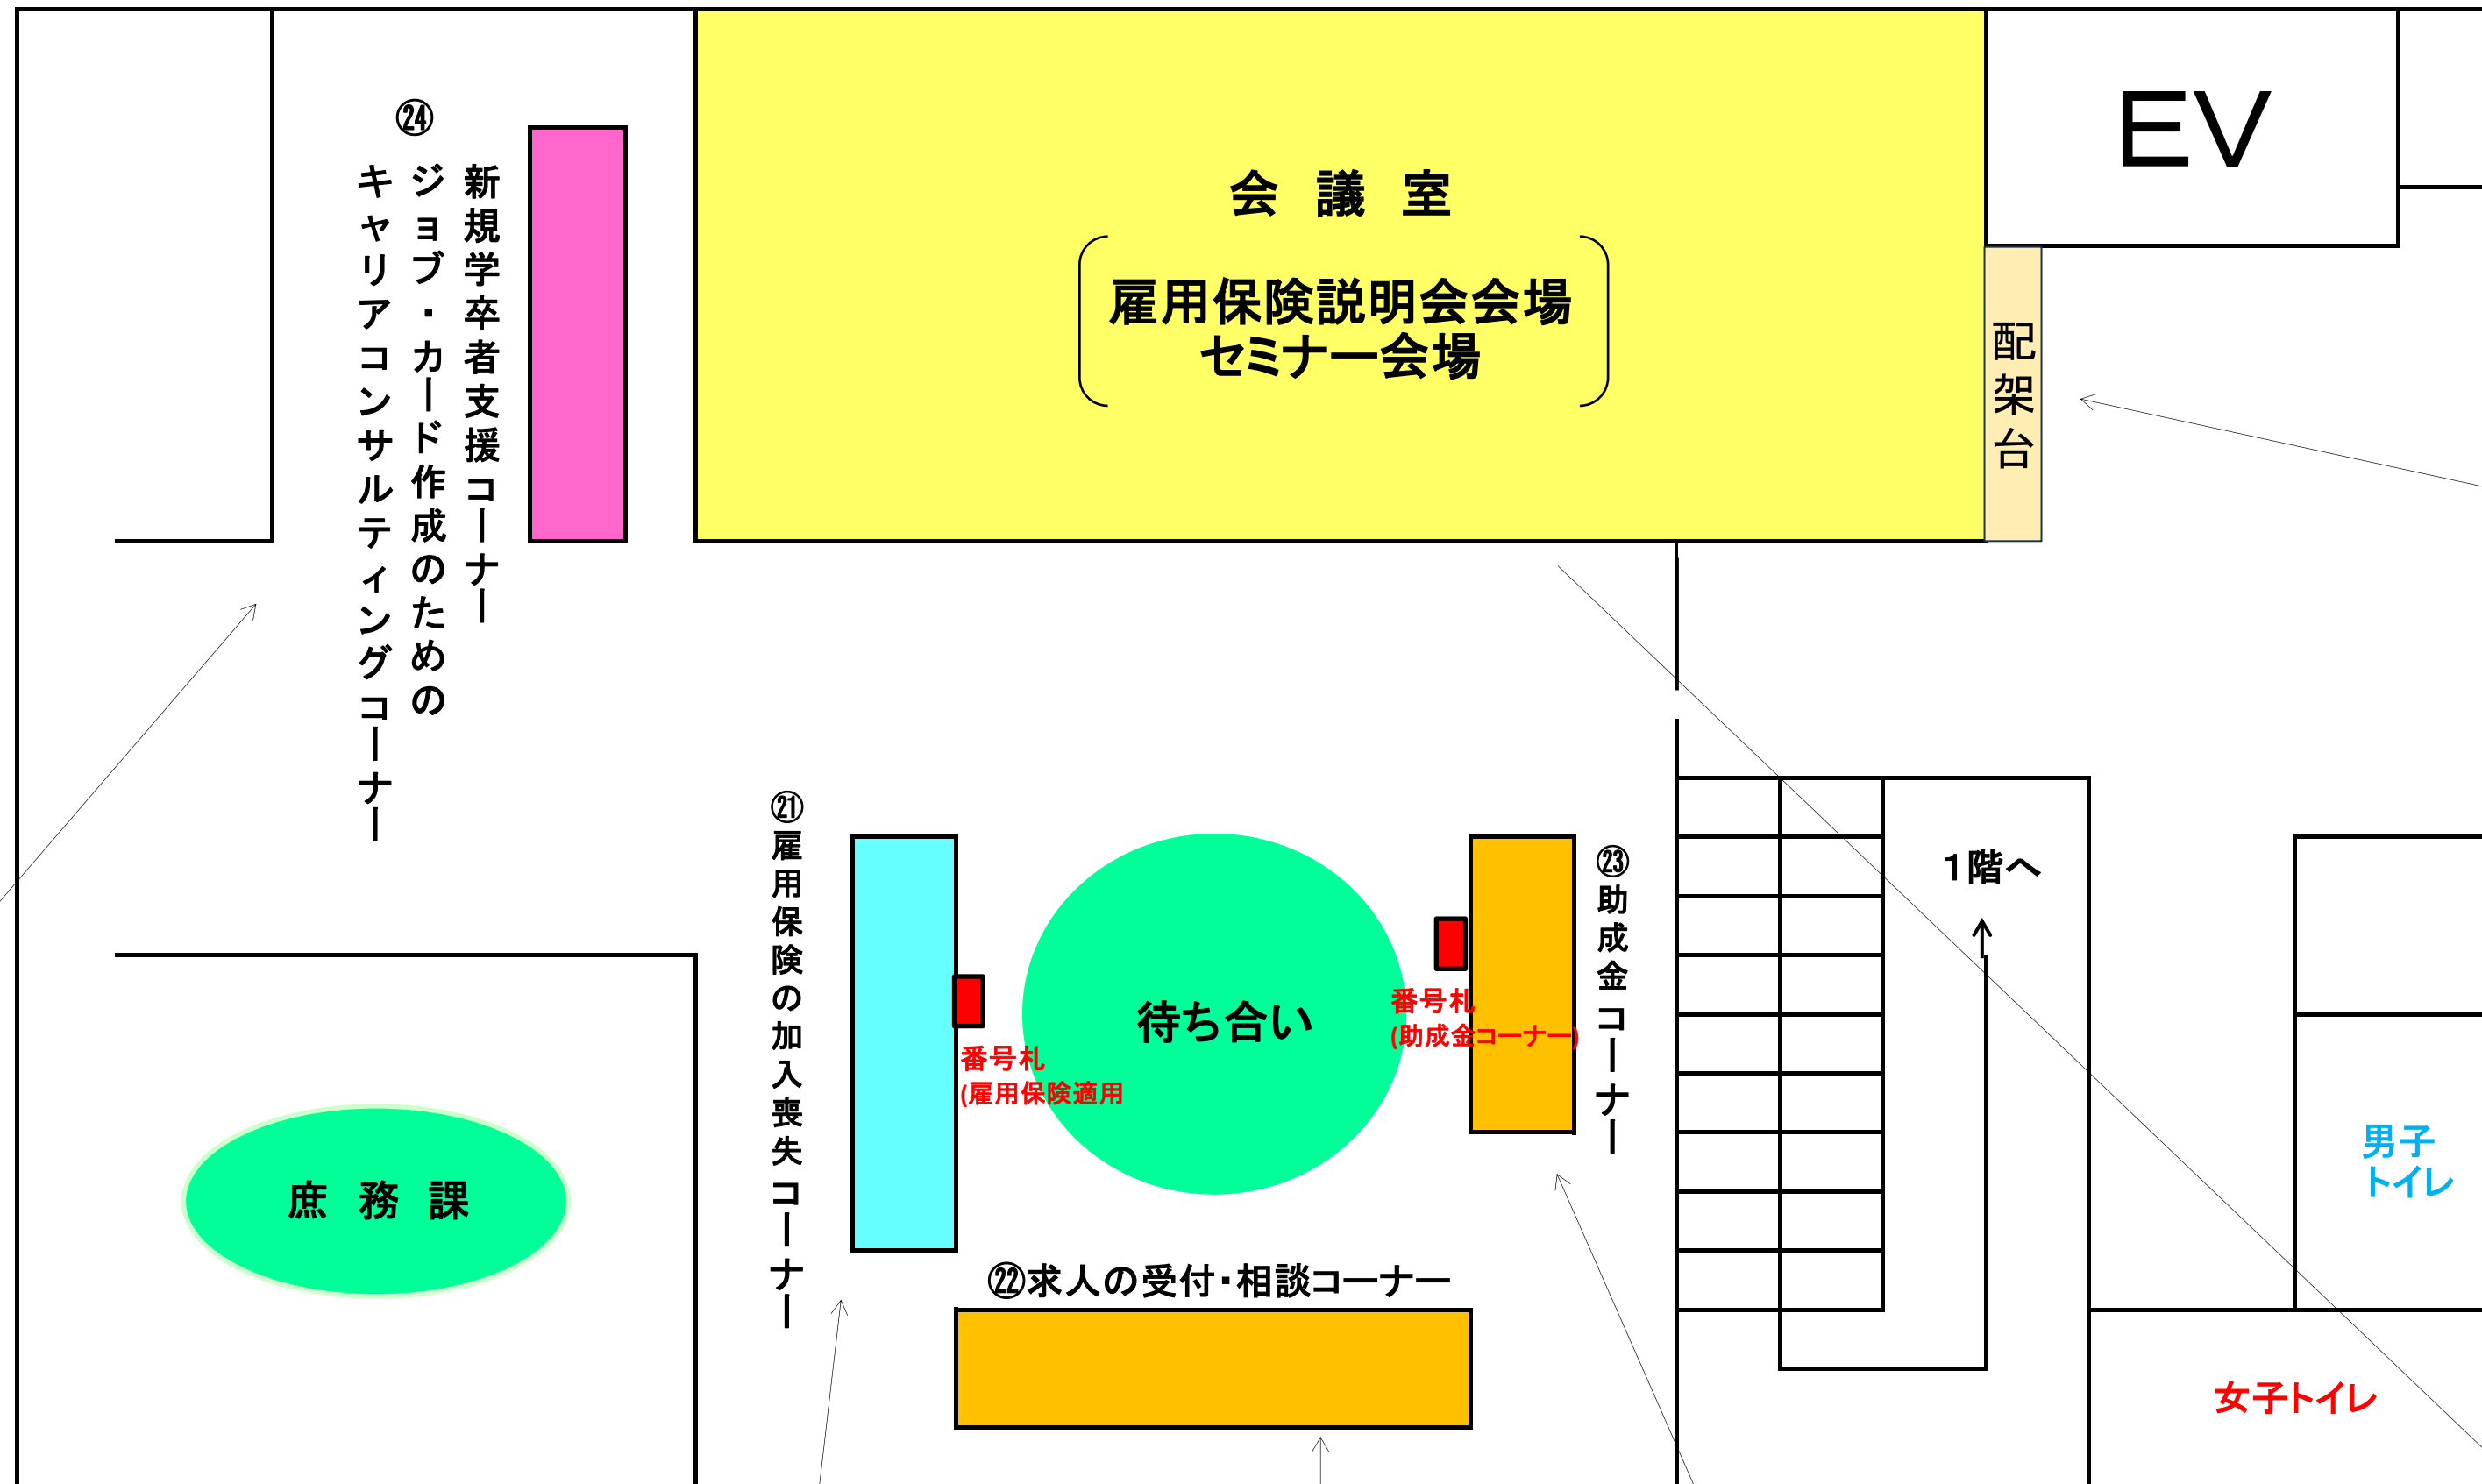 ㉔
新規学卒者支援コーナー
ジョブ・カード作成のための
キャリアコンサルティングコーナー
会 議 室
雇用保険説明会会場
セミナー会場
EV
配架台
㉑雇用保険の加入喪失コーナー
待ち合い
番号札
(雇用保険適用
番号札
(助成金コーナー)
㉓助成金コーナー
1階へ
庶 務 課
㉒求人の受付・相談コーナー
男子
トイレ
女子トイレ